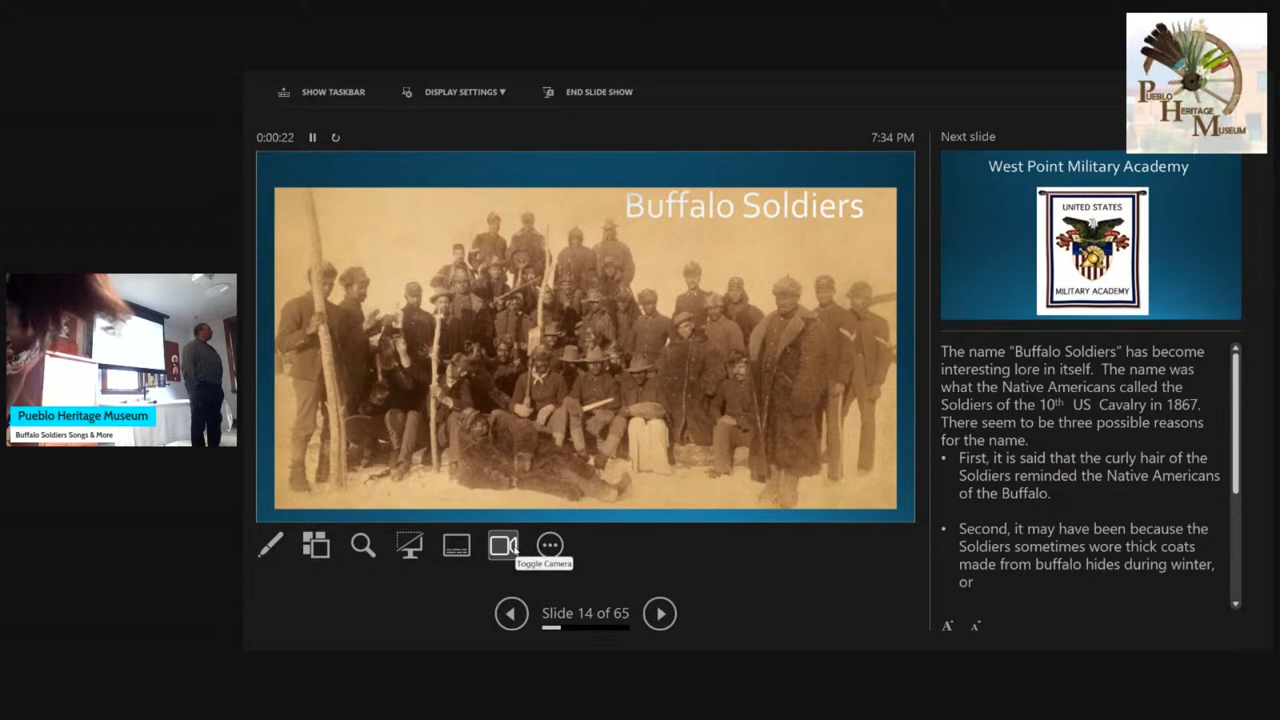 SHOW TASKBAR
DISPLAY SETTINGS ▼
END SLIDE SHOW
PUEBLO
HERITAGE
MUSEUM
0:00:22
7:34 PM
Next slide
Buffalo Soldiers
West Point Military Academy
UNITED STATES
MILITARY ACADEMY
Pueblo Heritage Museum
Buffalo Soldiers Songs & More
The name “Buffalo Soldiers” has become
interesting lore in itself. The name was
what the Native Americans called the
Soldiers of the 10th US Cavalry in 1867.
There seem to be three possible reasons
for the name.
• First, it is said that the curly hair of the
Soldiers reminded the Native Americans
of the Buffalo.
• Second, it may have been because the
Soldiers sometimes wore thick coats
made from buffalo hides during winter,
or
Toggle Camera
Slide 14 of 65
A A